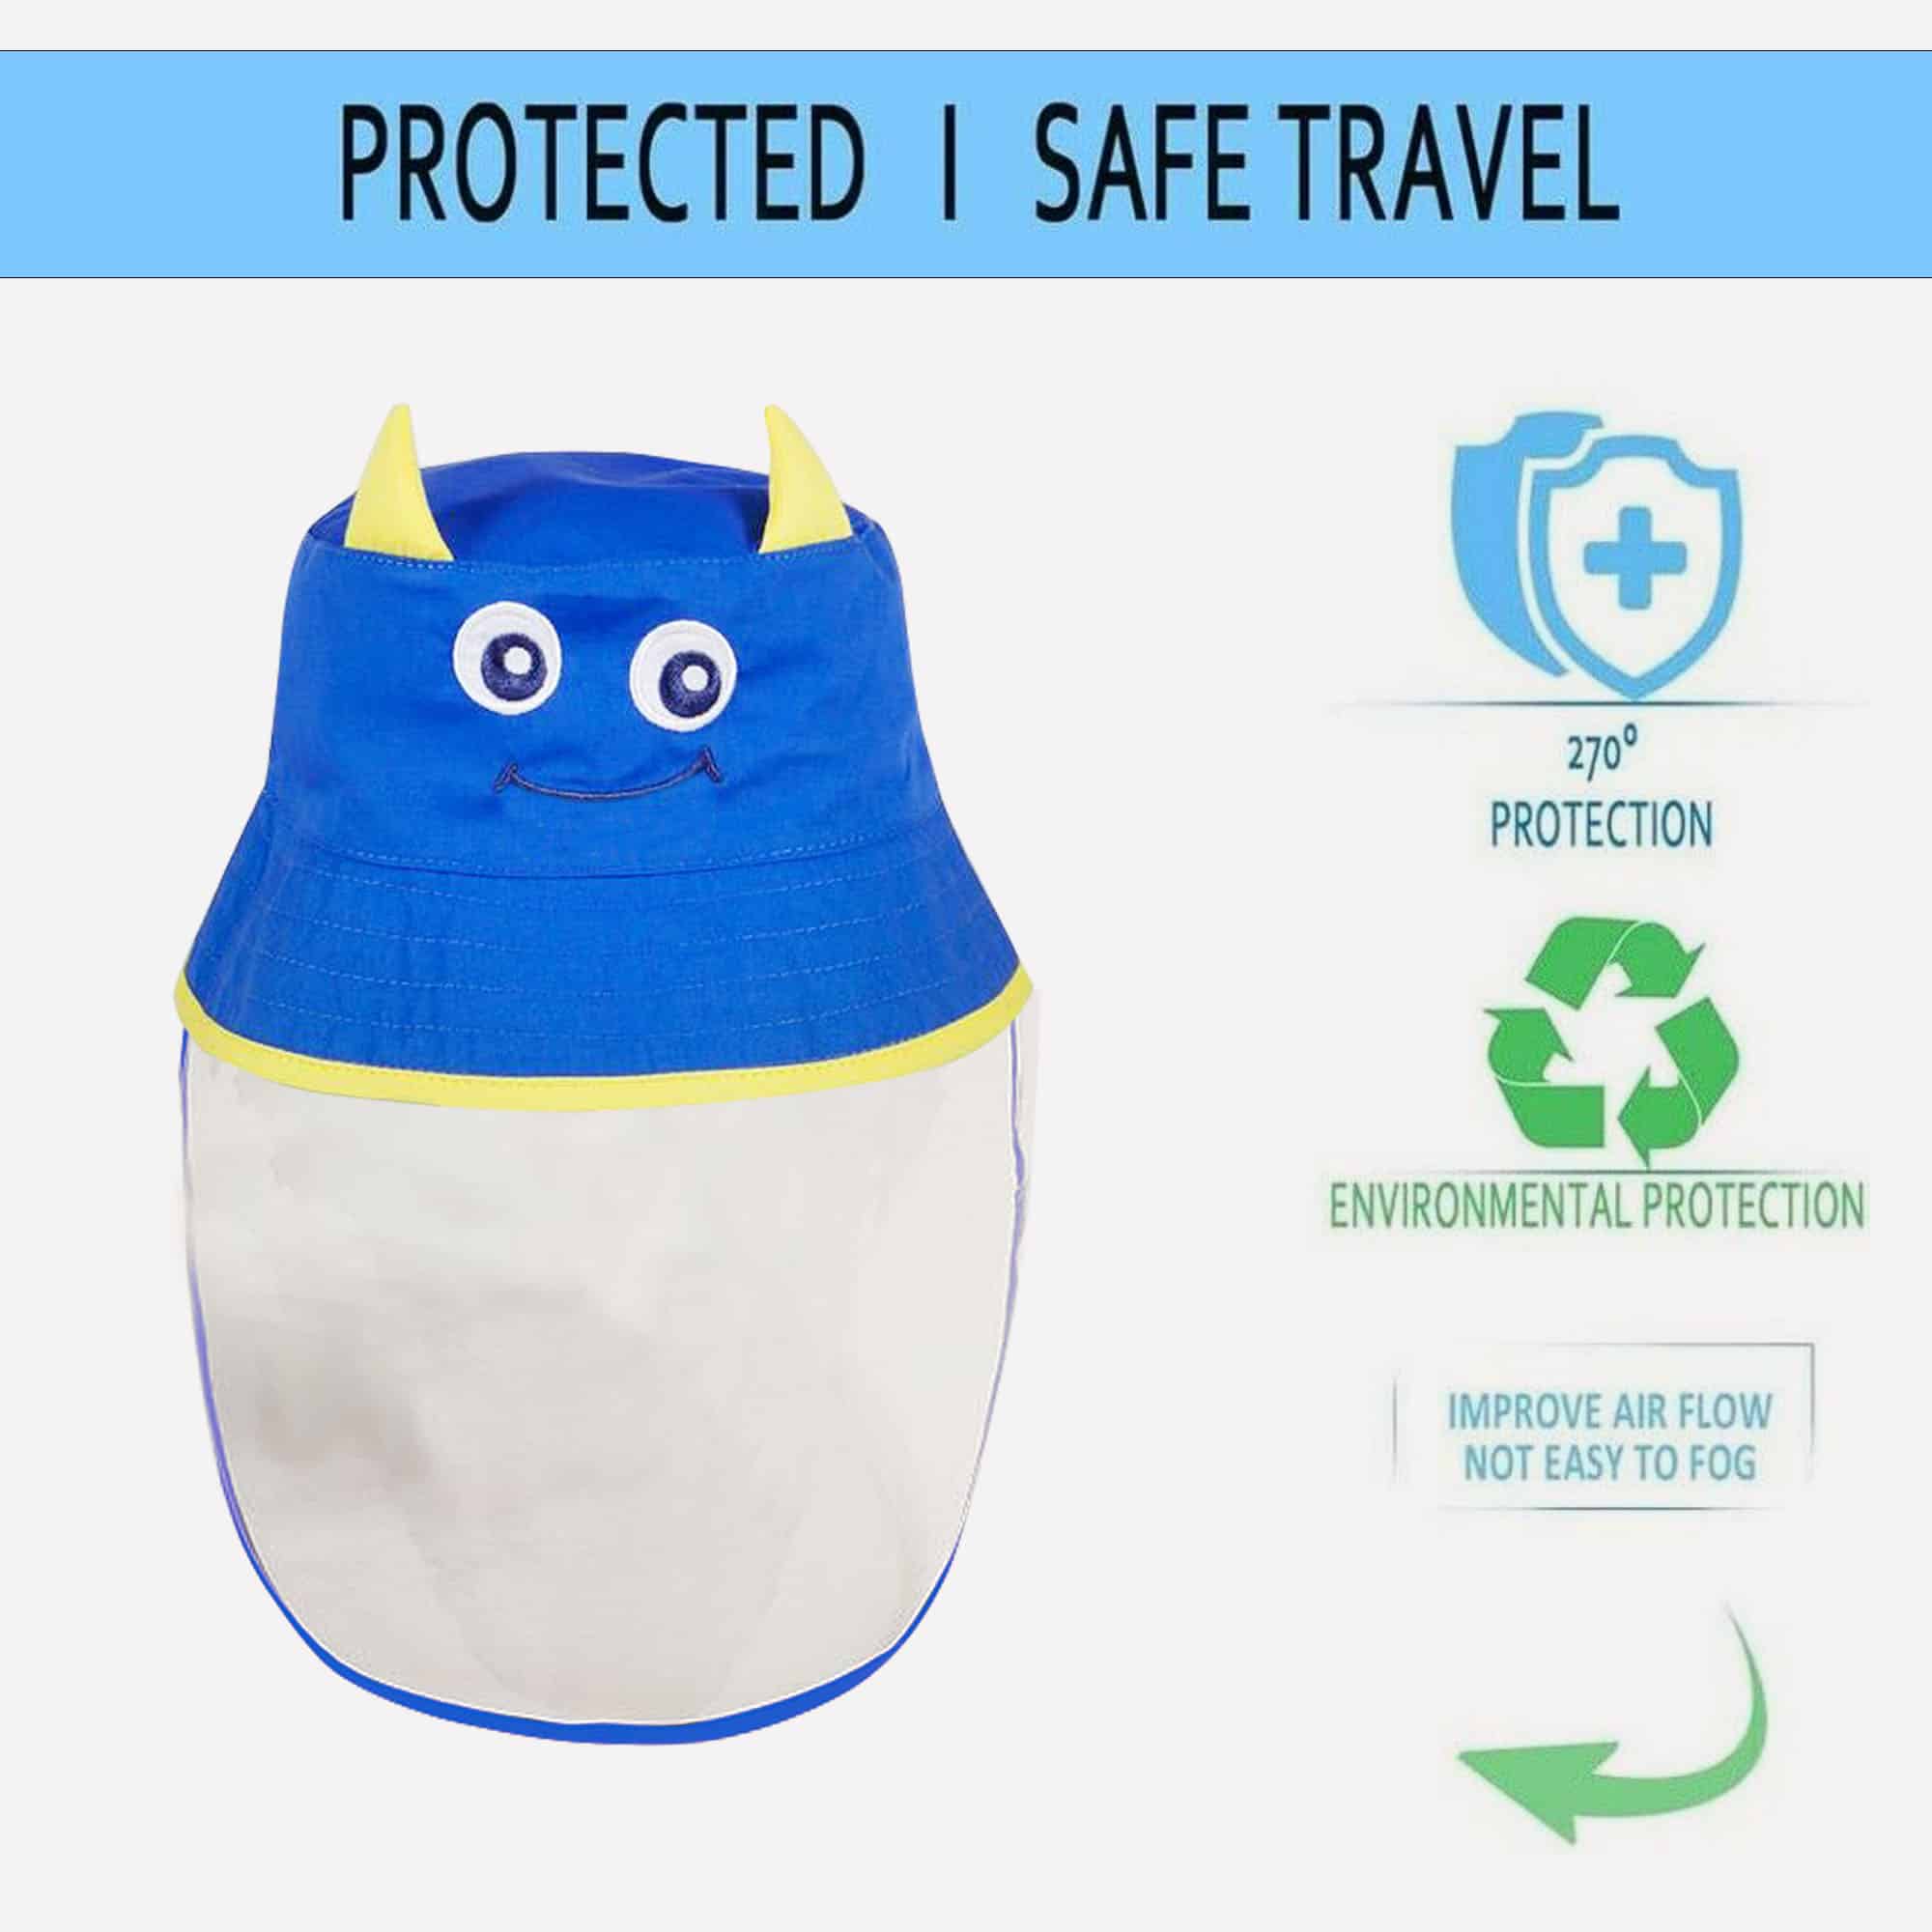 PROTECTED | SAFE TRAVEL
270°
PROTECTION
ENVIRONMENTAL PROTECTION
IMPROVE AIR FLOW
NOT EASY TO FOG